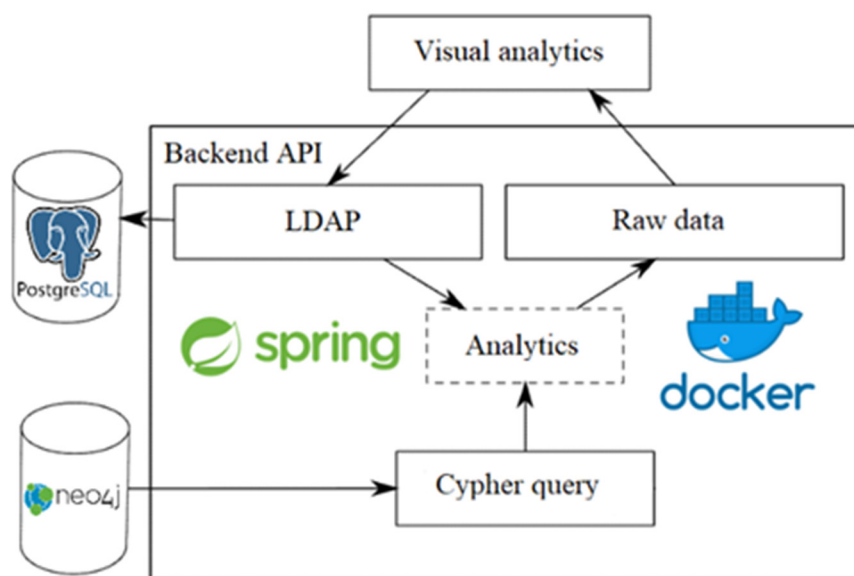 Visual analytics
Backend API
LDAP
Raw data
PostgreSQL
spring
Analytics
docker
neo4j
Cypher query